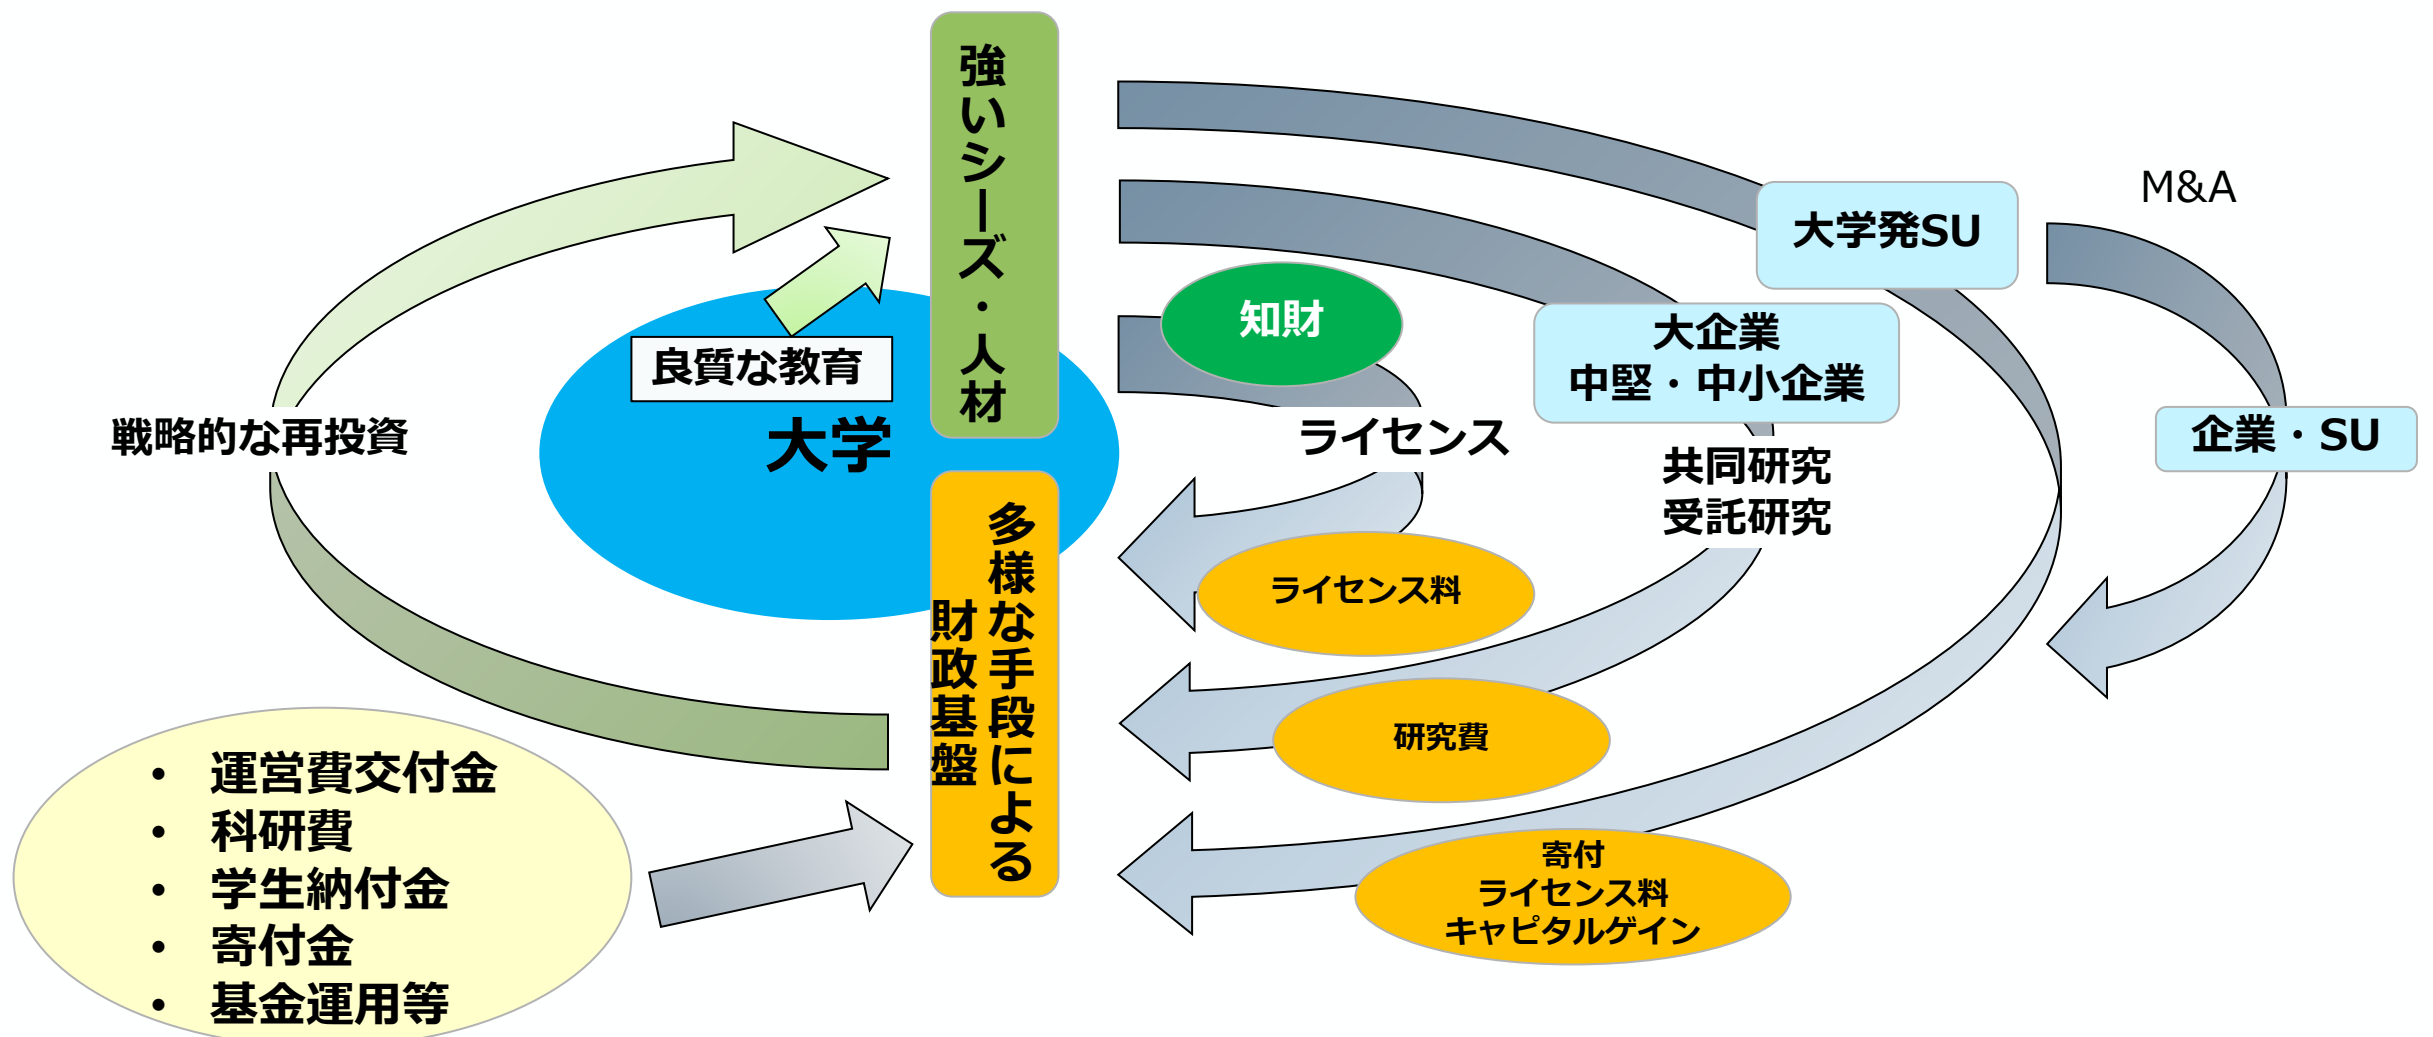 強いシーズ・人材
大学発SU
M&A
知財
大企業
中堅・中小企業
良質な教育
大学
戦略的な再投資
ライセンス
企業・SU
共同研究
受託研究
多様な手段による
財政基盤
ライセンス料
研究費
• 運営費交付金
• 科研費
• 学生納付金
• 寄付金
• 基金運用等
寄付
ライセンス料
キャピタルゲイン